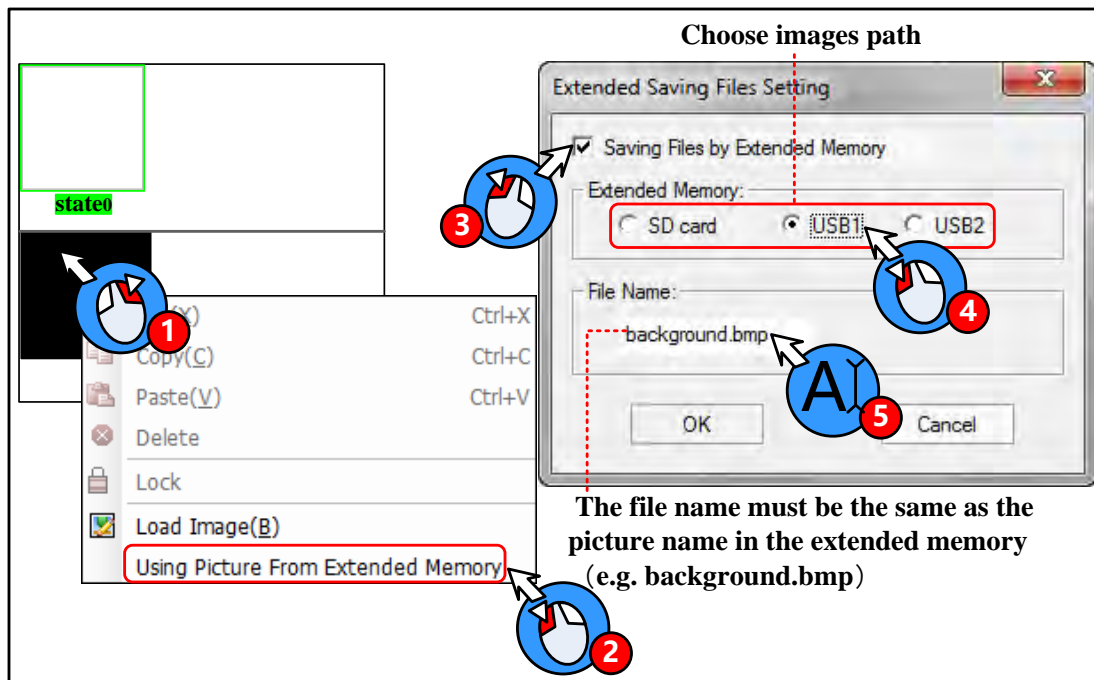 Choose images path
Extended Saving Files Setting
Saving Files by Extended Memory
Extended Memory:
SD card USB1 USB2
File Name:
background.bmp
OK Cancel
The file name must be the same as the
picture name in the extended memory
（e.g. background.bmp）
state0
X) Ctrl+X
Copy(C) Ctrl+C
Paste(V) Ctrl+V
Delete
Lock
Load Image(B)
Using Picture From Extended Memory
1
2
3
4
5
A